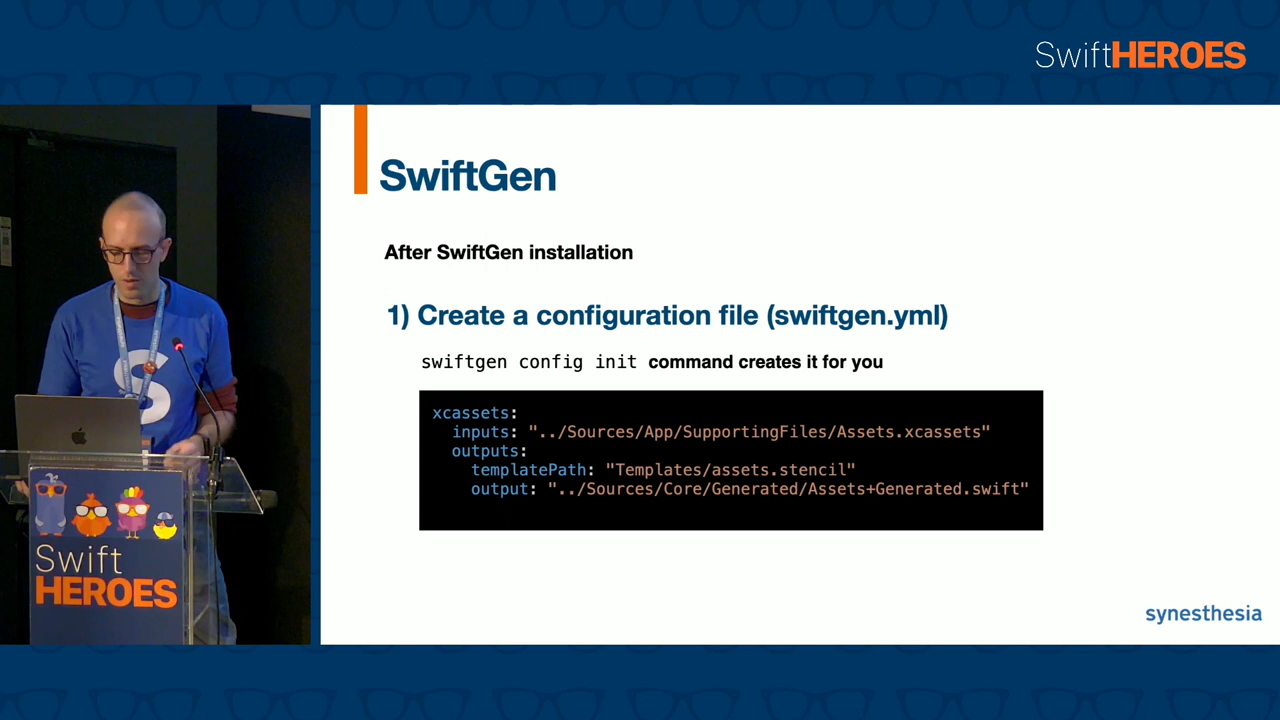 SwiftHEROES
SwiftGen
After SwiftGen installation
1) Create a configuration file (swiftgen.yml)
swiftgen config init command creates it for you
xcassets:
inputs: "../Sources/App/SupportingFiles/Assets.xcassets"
outputs:
templatePath: "Templates/assets.stencil"
output: "../Sources/Core/Generated/Assets+Generated.swift"
synesthesia
S
Swift
HEROES